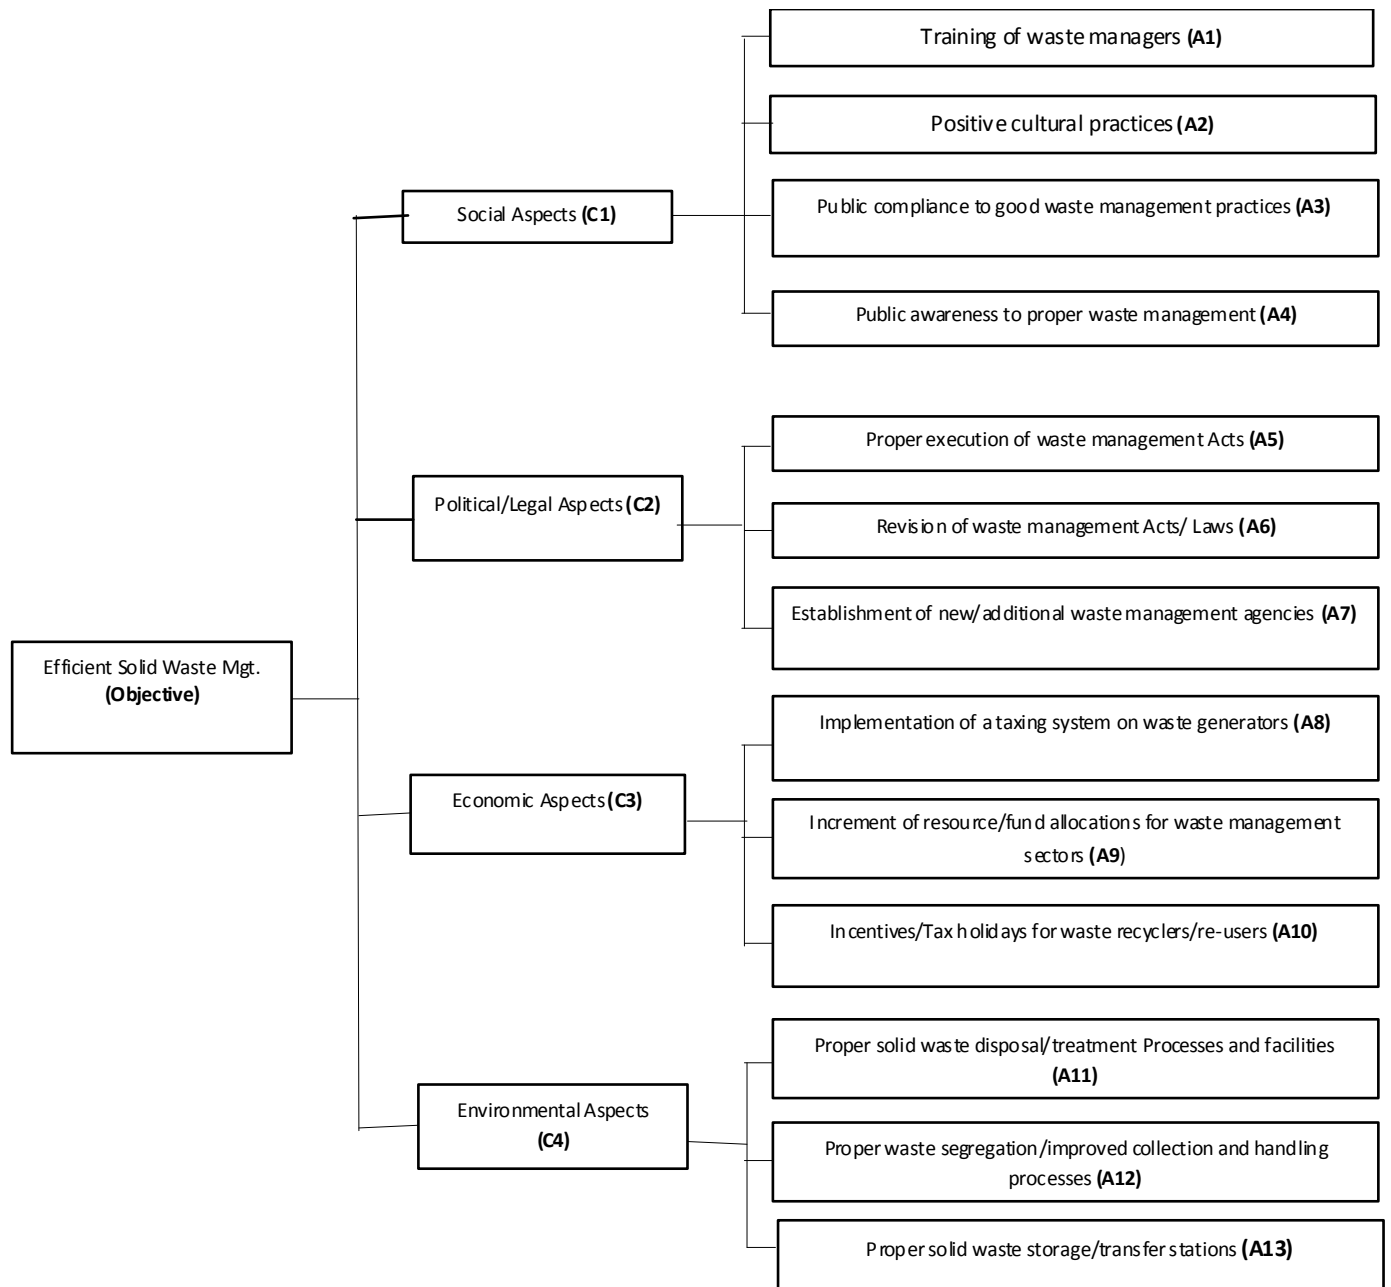 Training of waste managers (A1)
Positive cultural practices (A2)
Social Aspects (C1)
Public compliance to good waste management practices (A3)
Public awareness to proper waste management (A4)
Proper execution of waste management Acts (A5)
Political/Legal Aspects (C2)
Revision of waste management Acts/ Laws (A6)
Establishment of new/additional waste management agencies (A7)
Efficient Solid Waste Mgt.
(Objective)
Implementation of a taxing system on waste generators (A8)
Economic Aspects (C3)
Increment of resource/fund allocations for waste management
sectors (A9)
Incentives/Tax holidays for waste recyclers/re-users (A10)
Proper solid waste disposal/treatment Processes and facilities
(A11)
Environmental Aspects
(C4)
Proper waste segregation/improved collection and handling
processes (A12)
Proper solid waste storage/transfer stations (A13)